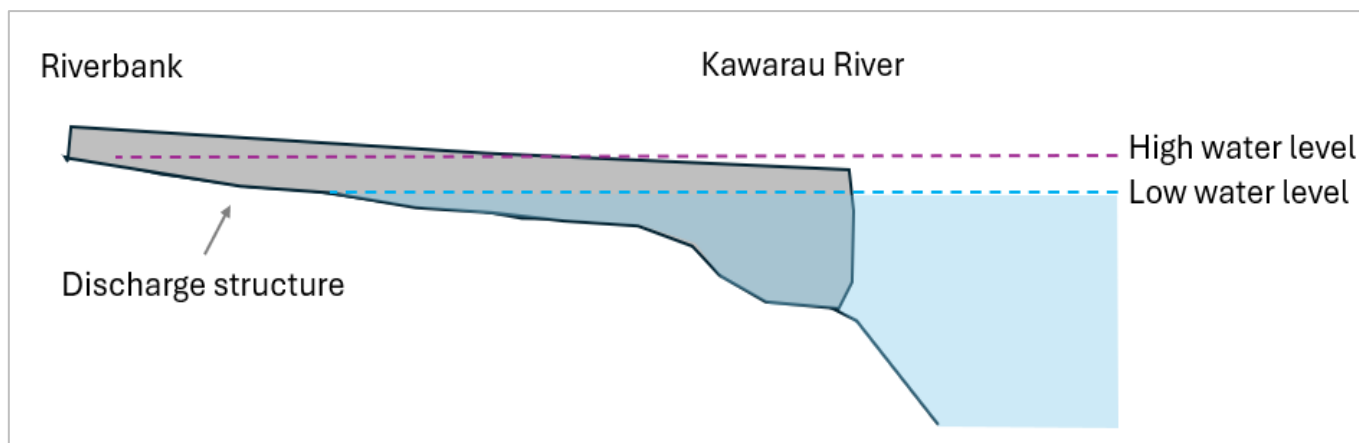 Riverbank
Kawarau River
High water level
Low water level
Discharge structure